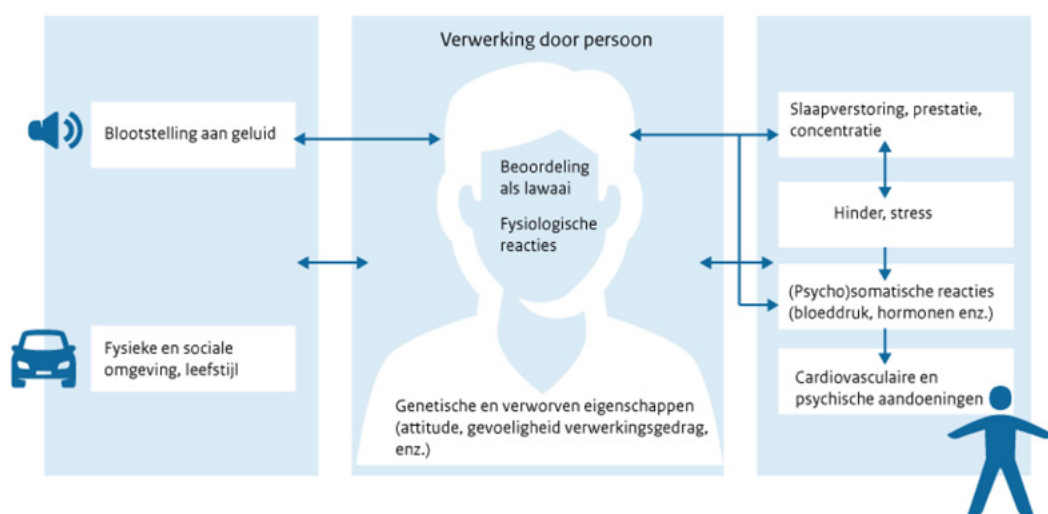 Verwerking door persoon
Blootstelling aan geluid
Fysieke en sociale
omgeving, leefstijl
Beoordeling
als lawaai
Fysiologische
reacties
Genetische en verworven eigenschappen
(attitude, gevoeligheid verwerkingsgedrag,
enz.)
Slaapverstoring, prestatie,
concentratie
Hinder, stress
(Psycho)somatische reacties
(bloeddruk, hormonen enz.)
Cardiovasculaire en
psychische aandoeningen